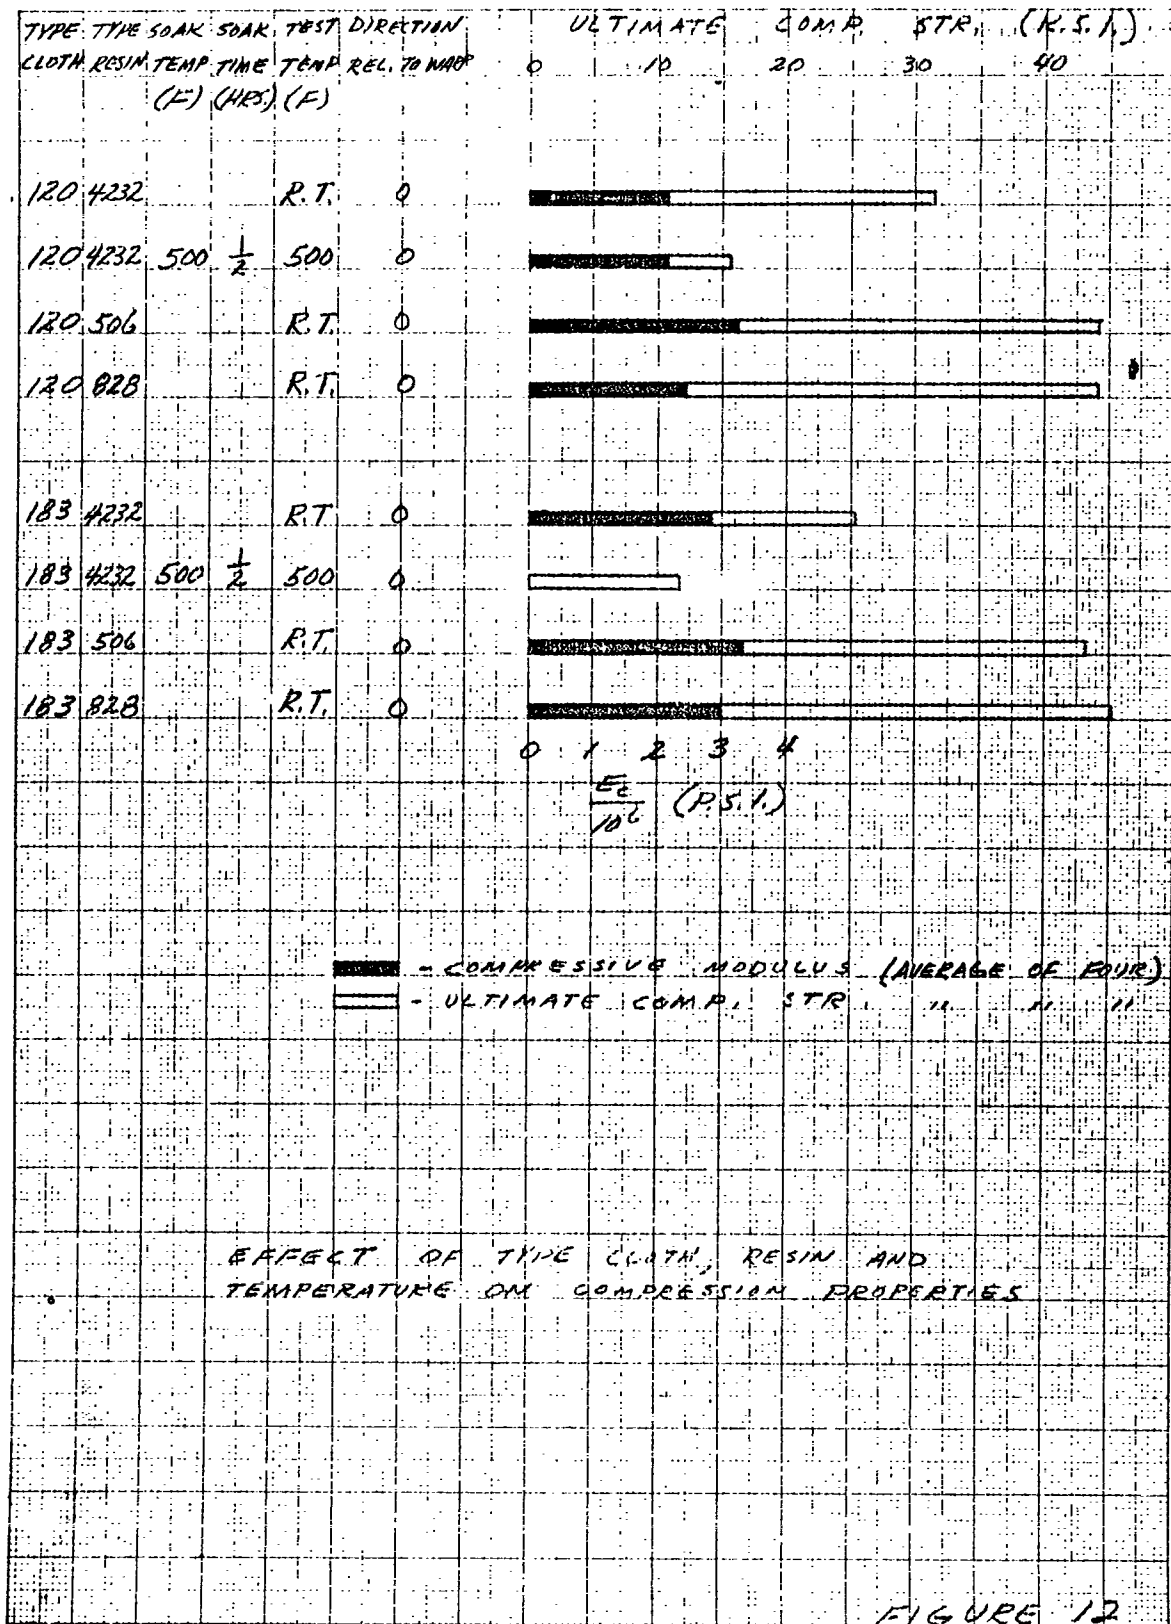 TYPE TYPE SOAK SOAK TEST DIRECTION ULTIMATE COMP. STR. (K.S.I.)
CLOTH RESIN TEMP TIME TEMP REL. TO WARP 0 10 20 30 40
(F) (HRS.) (F)
120 4232 R.T. 0
120 4232 500 1/2 500 0
120 506 R.T. 0
120 828 R.T. 0
183 4232 R.T 0
183 4232 500 1/2 500 0
183 506 R.T. 0
183 828 R.T. 0
0 1 2 3 4
Ec/10^6 (P.S.I.)
- COMPRESSIVE MODULUS (AVERAGE OF FOUR)
- ULTIMATE COMP. STR. " " "
EFFECT OF TYPE CLOTH, RESIN AND
TEMPERATURE ON COMPRESSION PROPERTIES
FIGURE 12